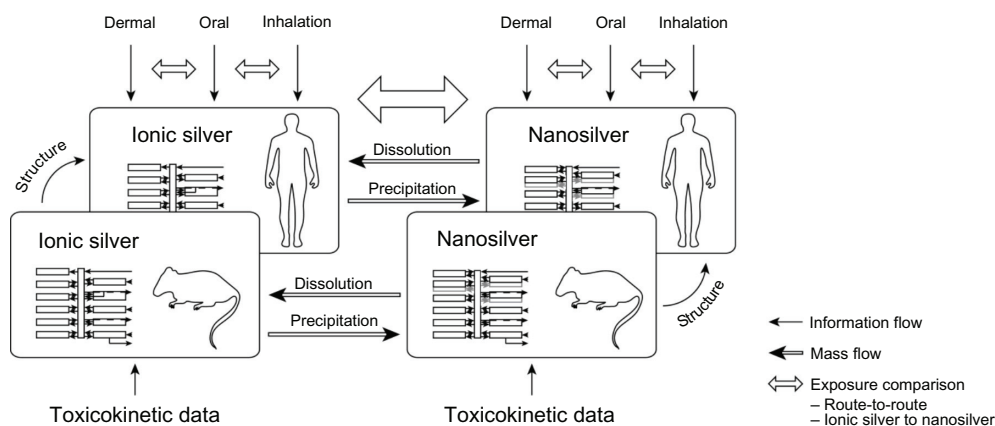 Dermal Oral Inhalation
Dermal Oral Inhalation
Ionic silver
Nanosilver
Dissolution
Precipitation
Structure
Ionic silver
Nanosilver
Dissolution
Precipitation
Structure
Toxicokinetic data
Toxicokinetic data
Information flow
Mass flow
Exposure comparison
– Route-to-route
– Ionic silver to nanosilver